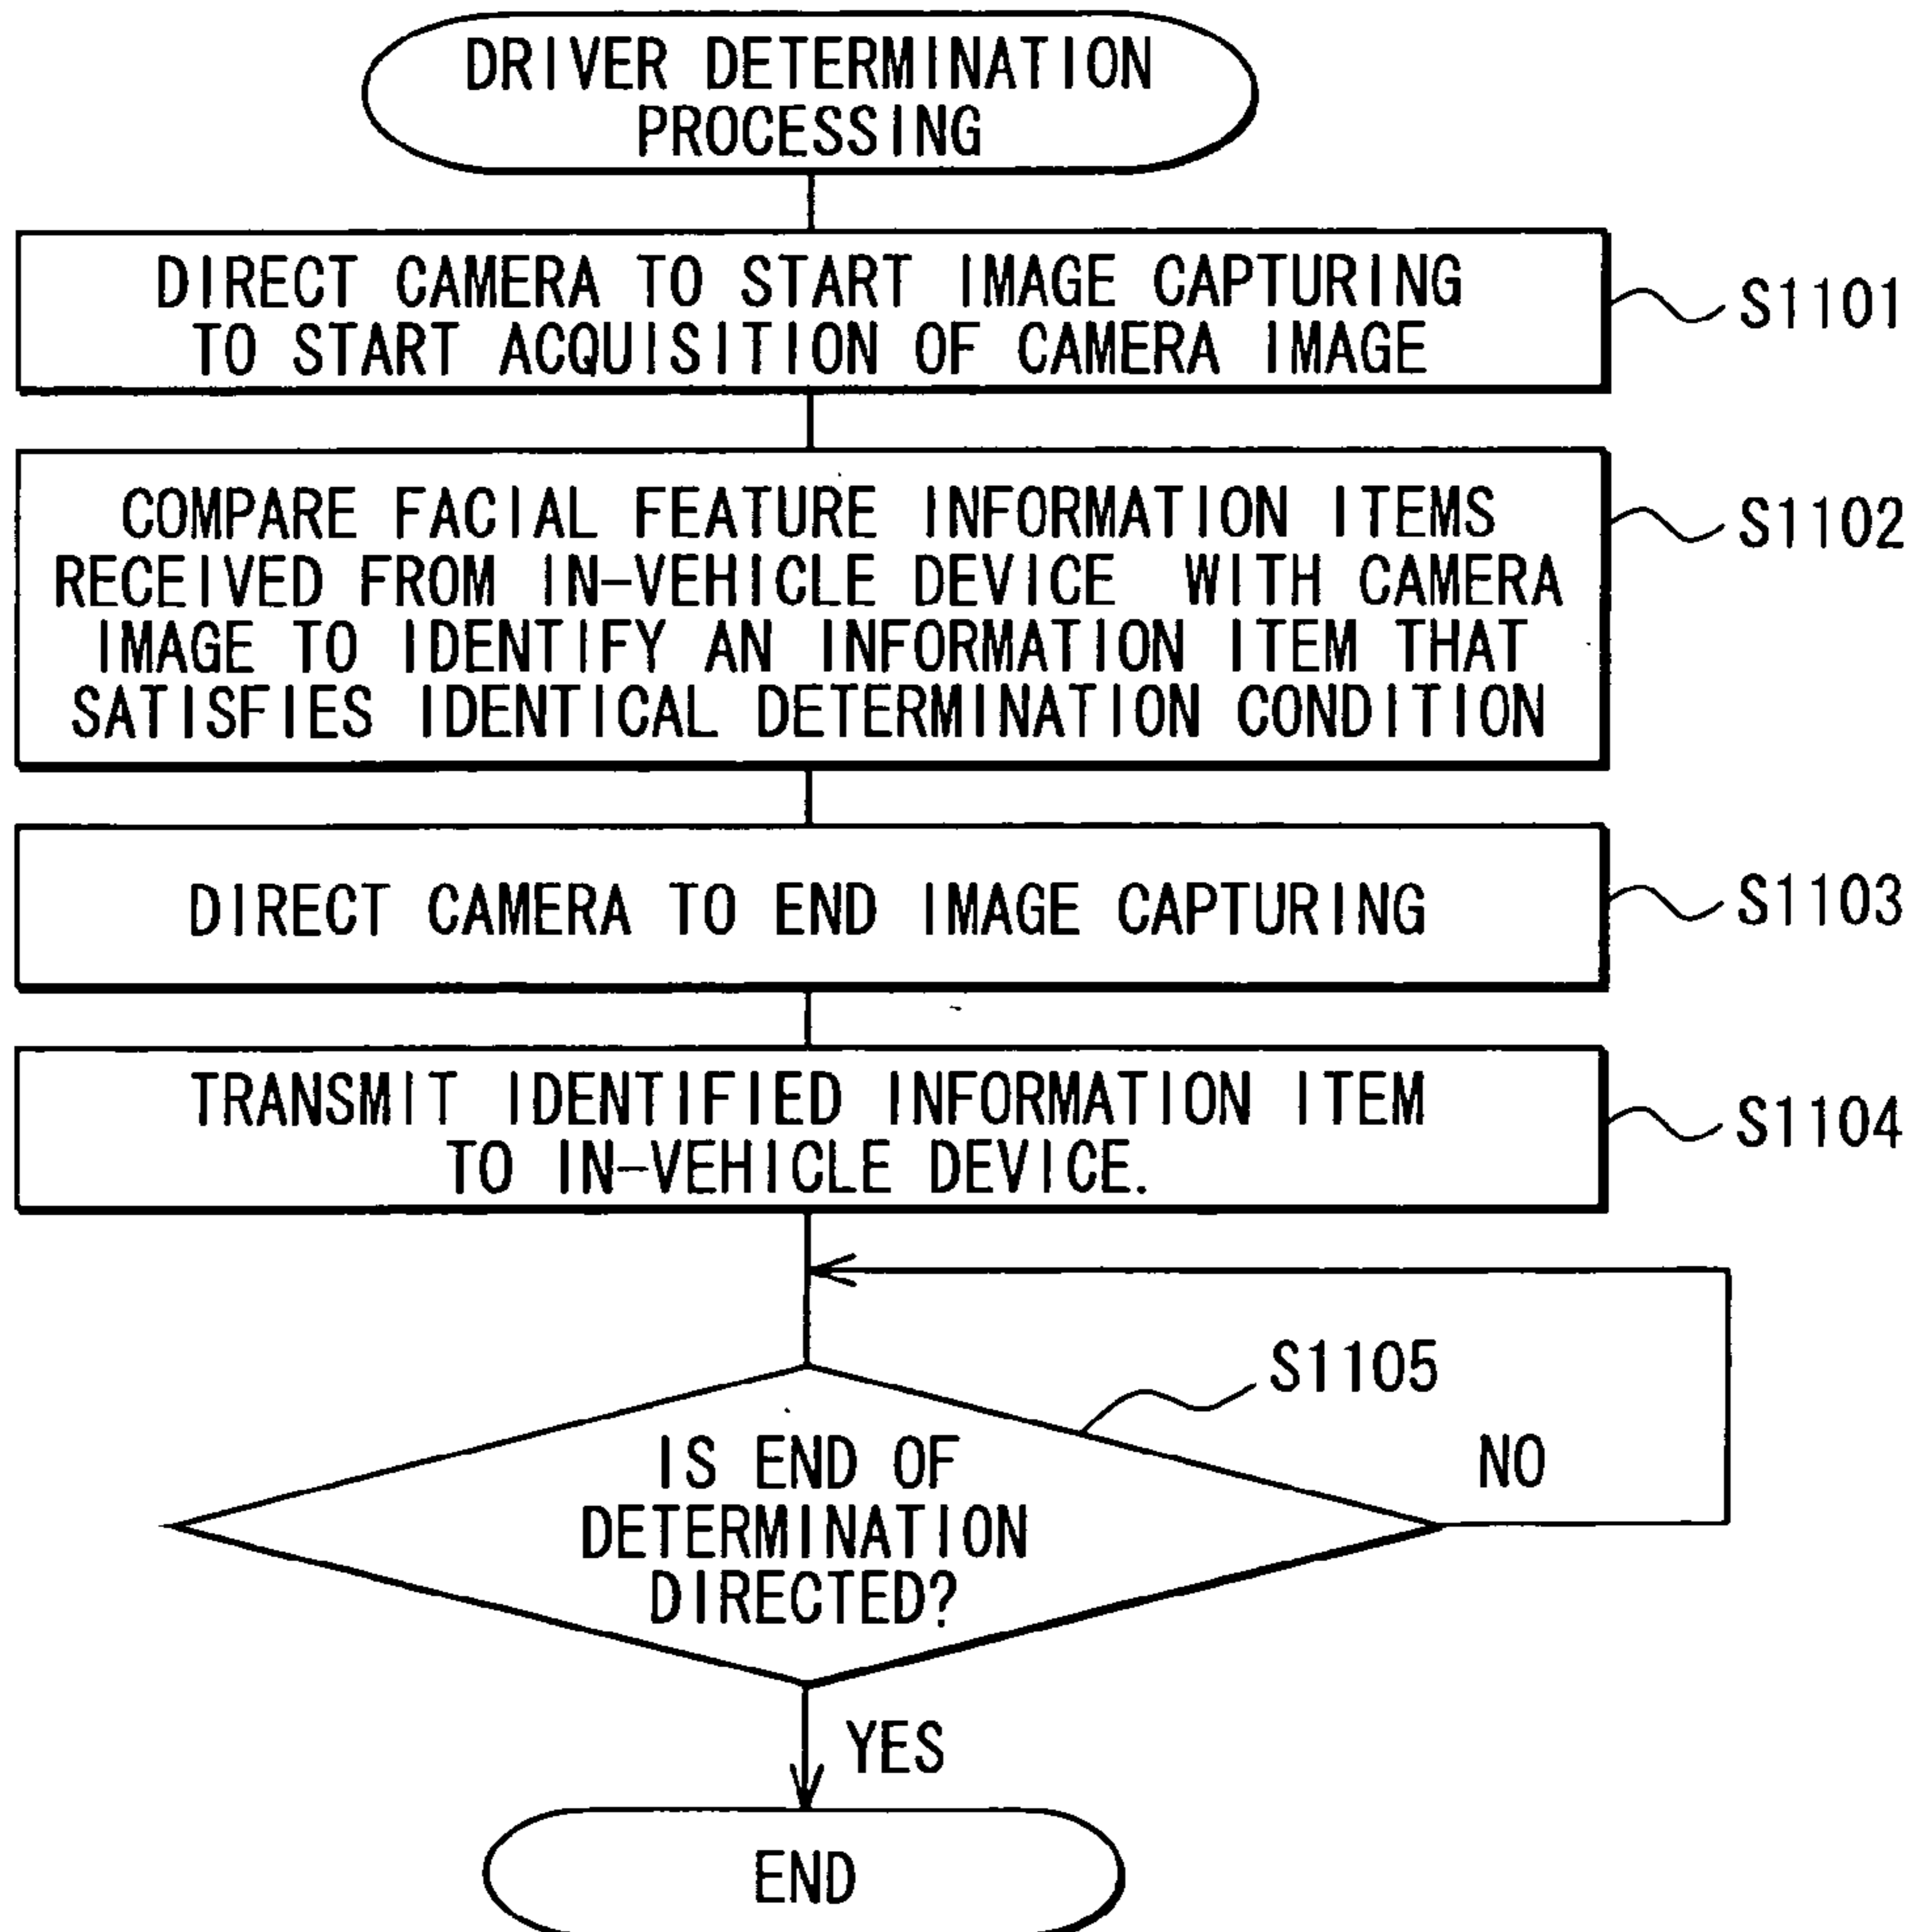 DRIVER DETERMINATION
PROCESSING
DIRECT CAMERA TO START IMAGE CAPTURING
TO START ACQUISITION OF CAMERA IMAGE
S1101
COMPARE FACIAL FEATURE INFORMATION ITEMS
RECEIVED FROM IN-VEHICLE DEVICE WITH CAMERA
IMAGE TO IDENTIFY AN INFORMATION ITEM THAT
SATISFIES IDENTICAL DETERMINATION CONDITION
S1102
DIRECT CAMERA TO END IMAGE CAPTURING
S1103
TRANSMIT IDENTIFIED INFORMATION ITEM
TO IN-VEHICLE DEVICE.
S1104
S1105
IS END OF
DETERMINATION
DIRECTED?
NO
YES
END